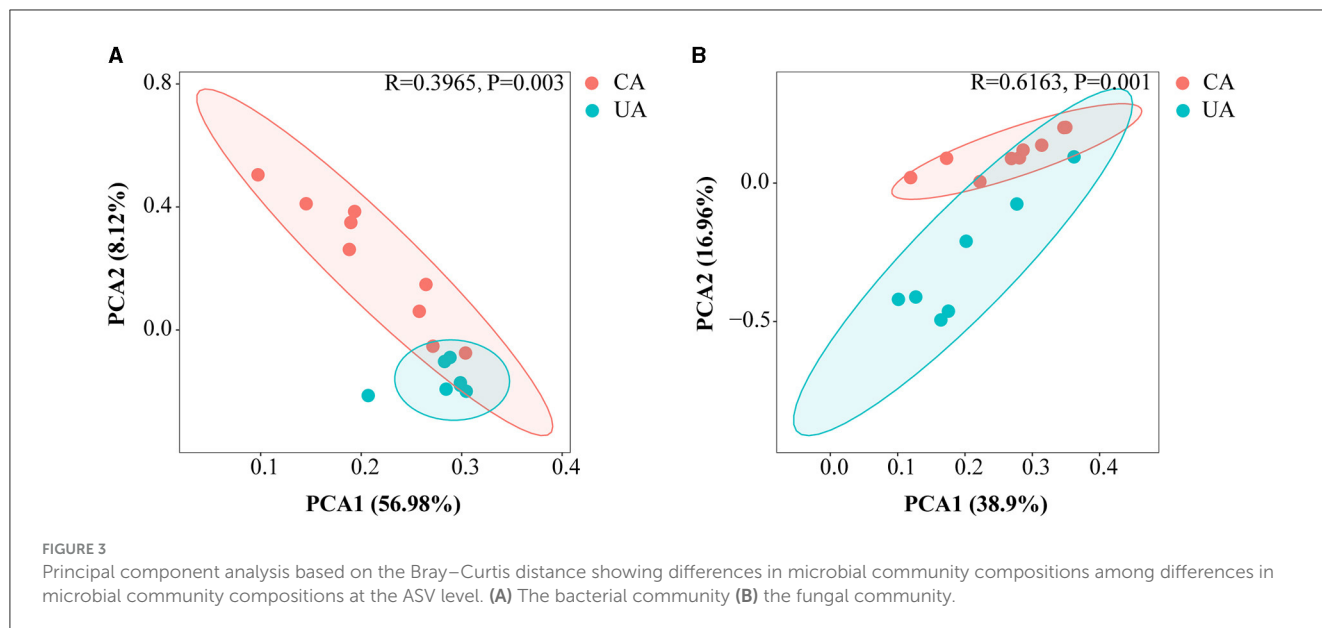 A
R=0.3965, P=0.003
CA
UA
0.8
0.4
0.0
PCA2 (8.12%)
0.1 0.2 0.3 0.4
PCA1 (56.98%)
B
R=0.6163, P=0.001
CA
UA
0.0
−0.5
PCA2 (16.96%)
0.0 0.1 0.2 0.3 0.4
PCA1 (38.9%)
FIGURE 3
Principal component analysis based on the Bray–Curtis distance showing differences in microbial community compositions among differences in
microbial community compositions at the ASV level. (A) The bacterial community (B) the fungal community.